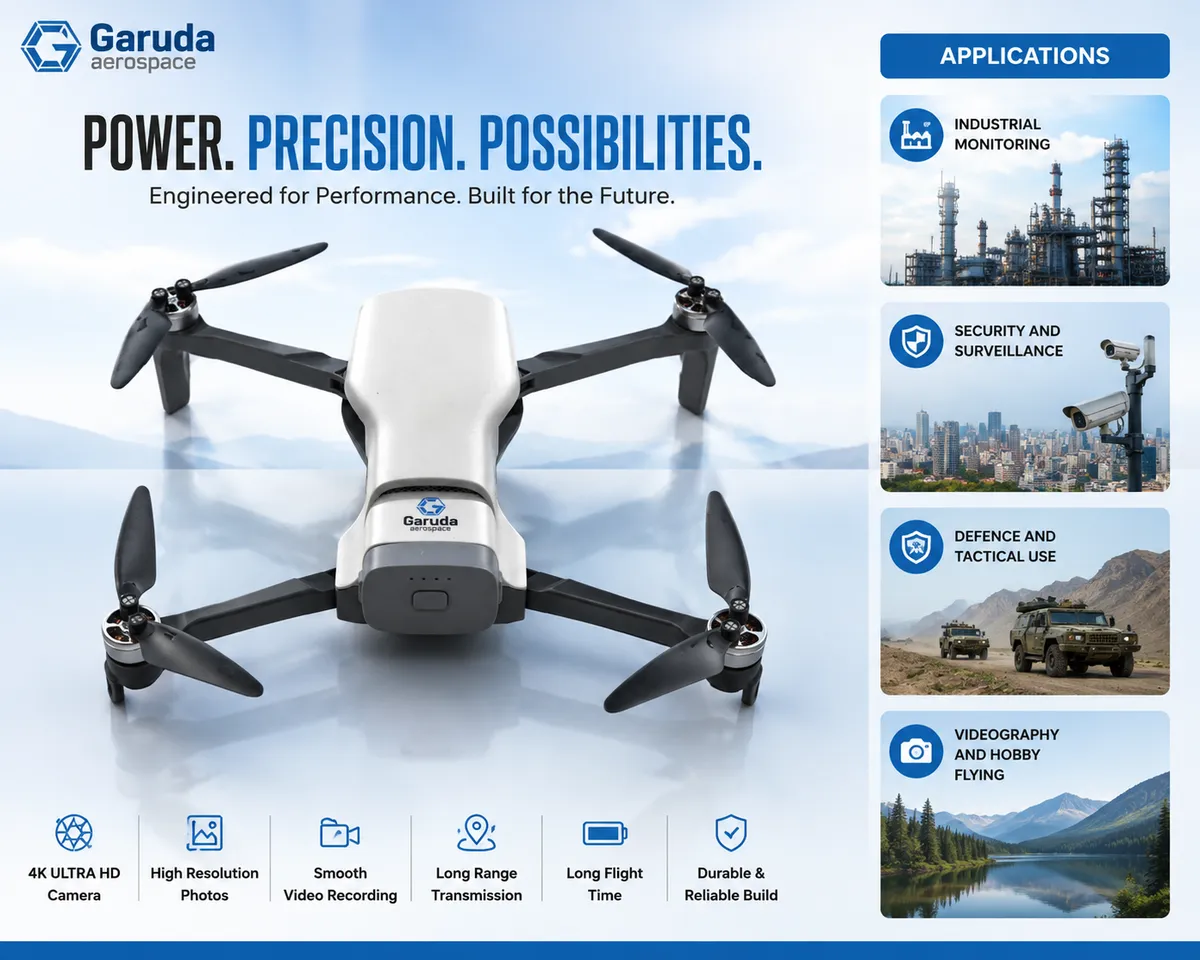 Garuda
aerospace
POWER. PRECISION. POSSIBILITIES.
Engineered for Performance. Built for the Future.
Garuda
aerospace
4K ULTRA HD
Camera
High Resolution
Photos
Smooth
Video Recording
Long Range
Transmission
Long Flight
Time
Durable &
Reliable Build
APPLICATIONS
INDUSTRIAL
MONITORING
SECURITY AND
SURVEILLANCE
DEFENCE AND
TACTICAL USE
VIDEOGRAPHY
AND HOBBY
FLYING